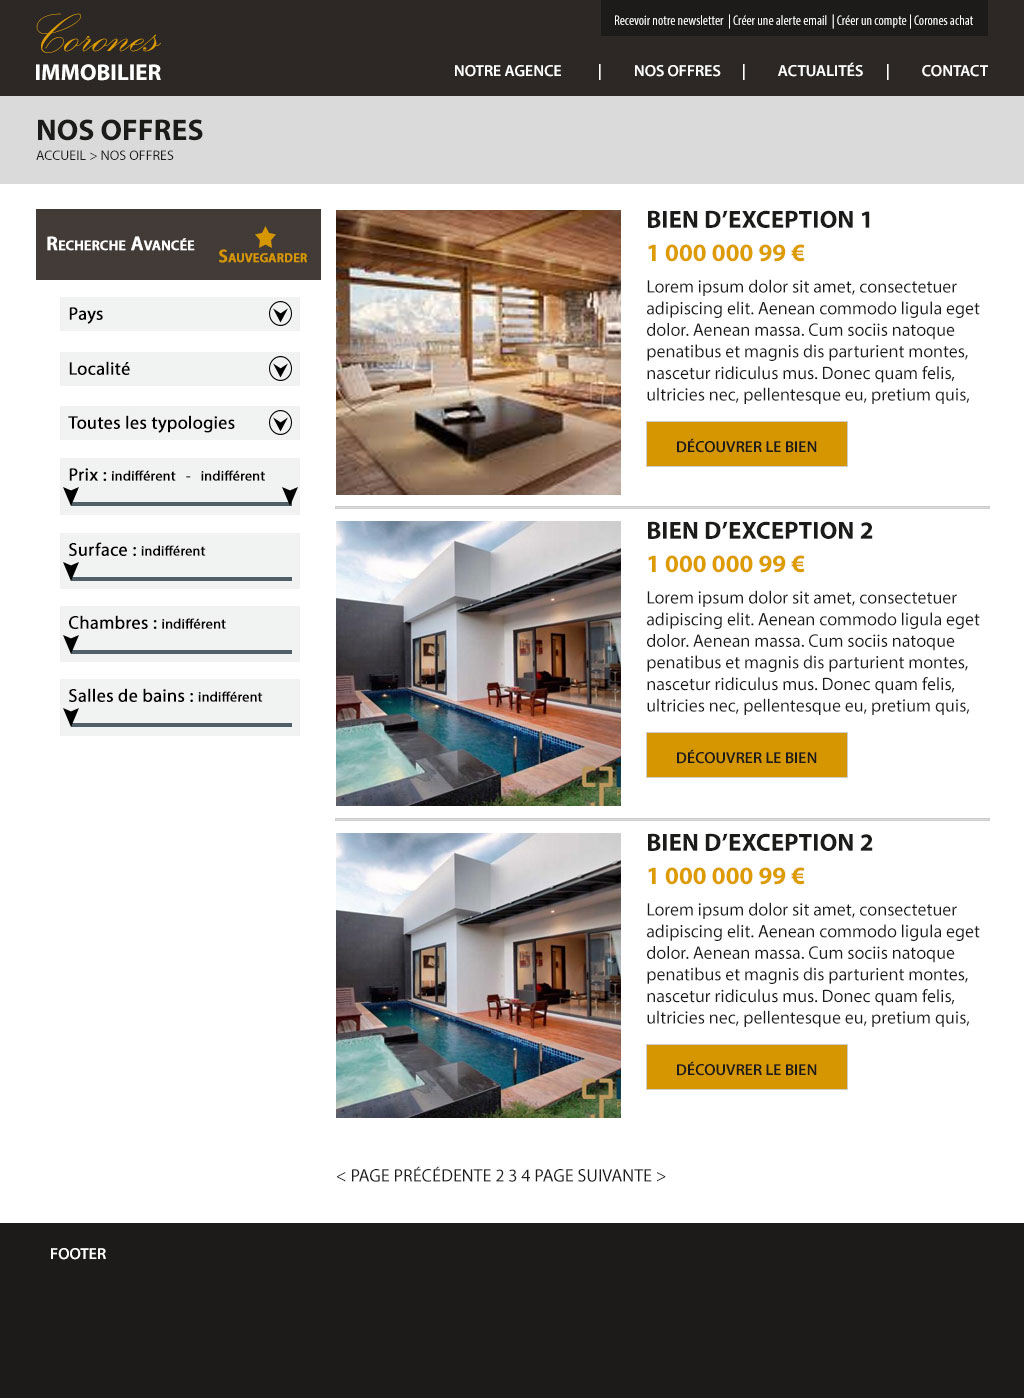 Corones
IMMOBILIER
Recevoir notre newsletter | Créer une alerte email | Créer un compte | Corones achat
NOTRE AGENCE | NOS OFFRES | ACTUALITÉS | CONTACT
NOS OFFRES
ACCUEIL > NOS OFFRES
Recherche Avancée
Sauvegarder
Pays
Localité
Toutes les typologies
Prix : indifférent - indifférent
Surface : indifférent
Chambres : indifférent
Salles de bains : indifférent
BIEN D’EXCEPTION 1
1 000 000 99 €
Lorem ipsum dolor sit amet, consectetuer
adipiscing elit. Aenean commodo ligula eget
dolor. Aenean massa. Cum sociis natoque
penatibus et magnis dis parturient montes,
nascetur ridiculus mus. Donec quam felis,
ultricies nec, pellentesque eu, pretium quis,
DÉCOUVRER LE BIEN
BIEN D’EXCEPTION 2
1 000 000 99 €
Lorem ipsum dolor sit amet, consectetuer
adipiscing elit. Aenean commodo ligula eget
dolor. Aenean massa. Cum sociis natoque
penatibus et magnis dis parturient montes,
nascetur ridiculus mus. Donec quam felis,
ultricies nec, pellentesque eu, pretium quis,
DÉCOUVRER LE BIEN
BIEN D’EXCEPTION 2
1 000 000 99 €
Lorem ipsum dolor sit amet, consectetuer
adipiscing elit. Aenean commodo ligula eget
dolor. Aenean massa. Cum sociis natoque
penatibus et magnis dis parturient montes,
nascetur ridiculus mus. Donec quam felis,
ultricies nec, pellentesque eu, pretium quis,
DÉCOUVRER LE BIEN
< PAGE PRÉCÉDENTE 2 3 4 PAGE SUIVANTE >
FOOTER